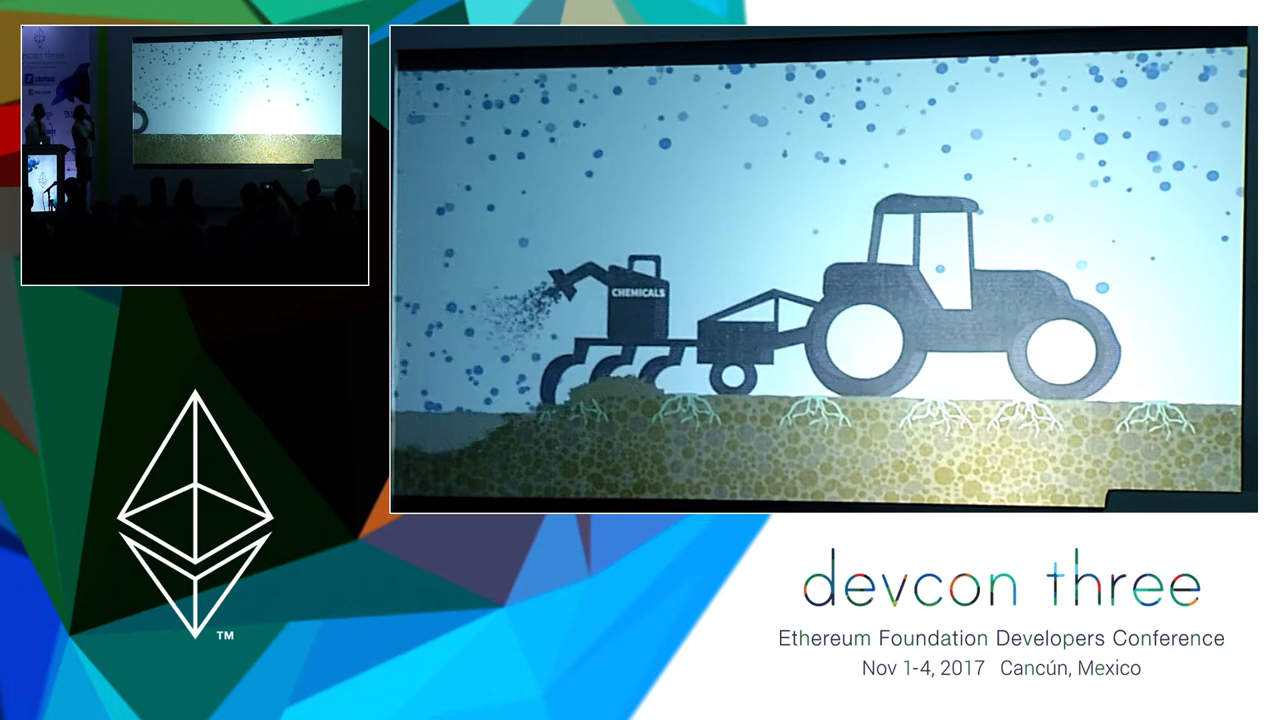 CHEMICALS
TM
devcon three
Ethereum Foundation Developers Conference
Nov 1-4, 2017 Cancún, Mexico